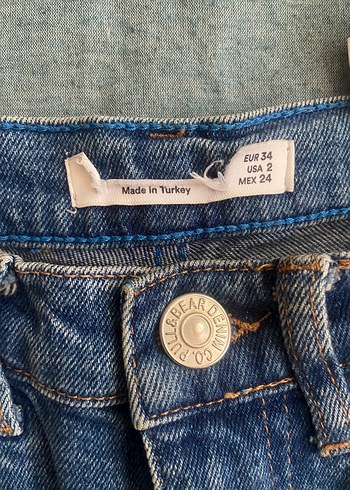 EUR 34
USA 2
MEX 24
Made in Turkey
PULL&BEAR DENIM CO.